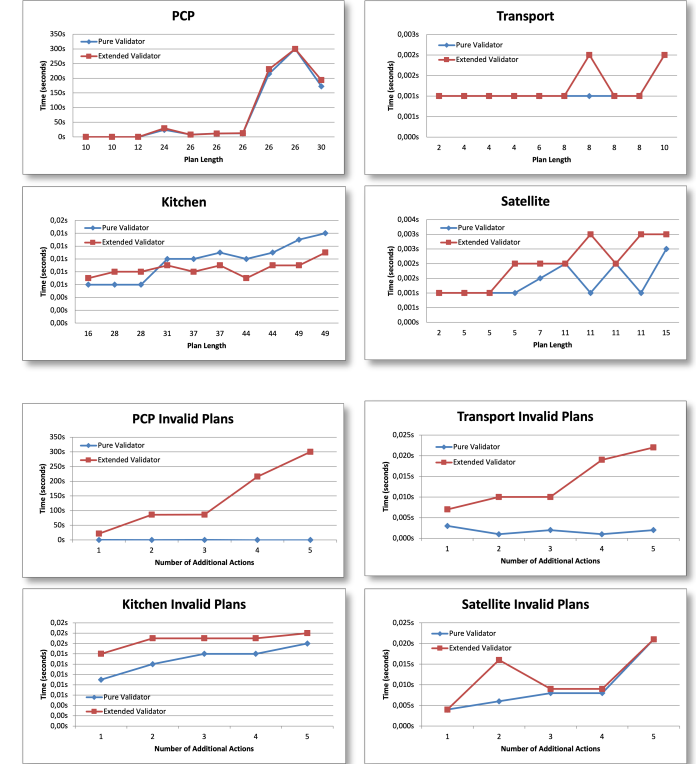 PCP
350s
300s
250s
200s
150s
100s
50s
0s
Time (seconds)
Pure Validator
Extended Validator
10 10 12 24 26 26 26 26 26 30
Plan Length
Transport
0,003s
0,002s
0,002s
0,001s
0,001s
0,000s
Time (seconds)
Pure Validator
Extended Validator
2 4 4 4 6 8 8 8 8 10
Plan Length
Kitchen
0,02s
0,01s
0,01s
0,01s
0,01s
0,01s
0,00s
0,00s
0,00s
Time (seconds)
Pure Validator
Extended Validator
16 28 28 31 37 37 44 44 49 49
Plan Length
Satellite
0,004s
0,003s
0,003s
0,002s
0,002s
0,001s
0,001s
0,000s
Time (seconds)
Pure Validator
Extended Validator
2 5 5 5 7 11 11 11 11 15
Plan Length
PCP Invalid Plans
350s
300s
250s
200s
150s
100s
50s
0s
Time (seconds)
Pure Validator
Extended Validator
1 2 3 4 5
Number of Additional Actions
Transport Invalid Plans
0,025s
0,020s
0,015s
0,010s
0,005s
0,000s
Time (seconds)
Pure Validator
Extended Validator
1 2 3 4 5
Number of Additional Actions
Kitchen Invalid Plans
0,02s
0,02s
0,02s
0,01s
0,01s
0,01s
0,01s
0,01s
0,00s
0,00s
0,00s
Time (seconds)
Pure Validator
Extended Validator
1 2 3 4 5
Number of Additional Actions
Satellite Invalid Plans
0,025s
0,020s
0,015s
0,010s
0,005s
0,000s
Time (seconds)
Pure Validator
Extended Validator
1 2 3 4 5
Number of Additional Actions